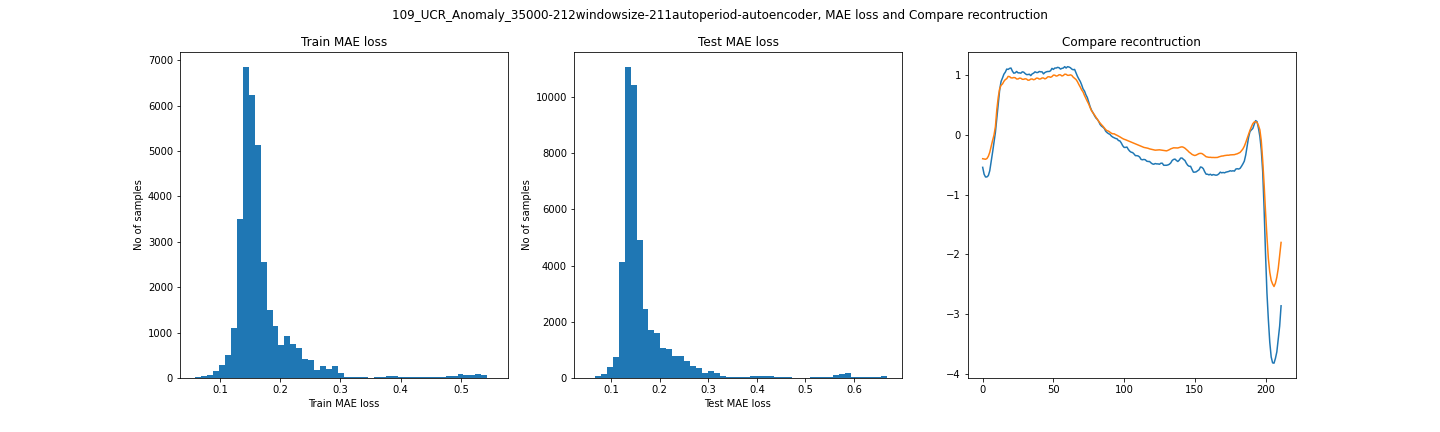 109_UCR_Anomaly_35000-212windowsize-211autoperiod-autoencoder, MAE loss and Compare recontruction
Train MAE loss
7000
6000
5000
4000
3000
2000
1000
0
No of samples
0.1 0.2 0.3 0.4 0.5
Train MAE loss
Test MAE loss
10000
8000
6000
4000
2000
0
No of samples
0.1 0.2 0.3 0.4 0.5 0.6
Test MAE loss
Compare recontruction
1
0
−1
−2
−3
−4
0 50 100 150 200